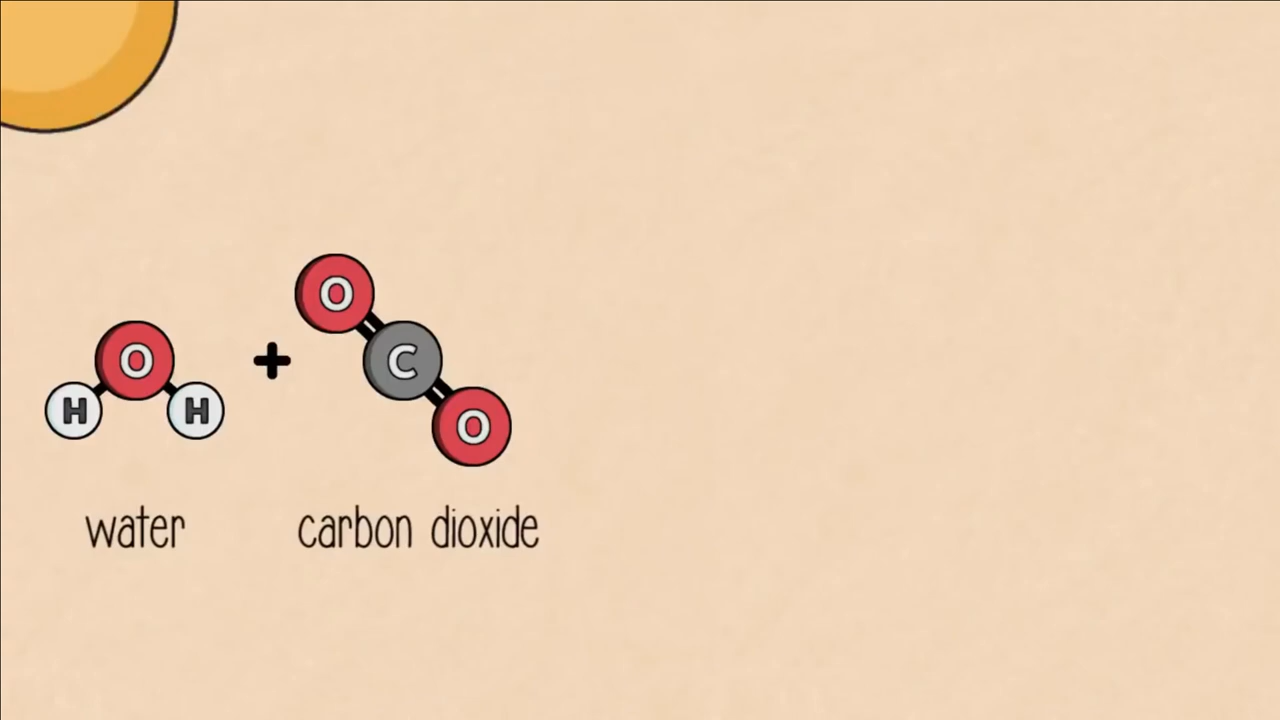 O
O
C
H
H
+
O
water
carbon dioxide